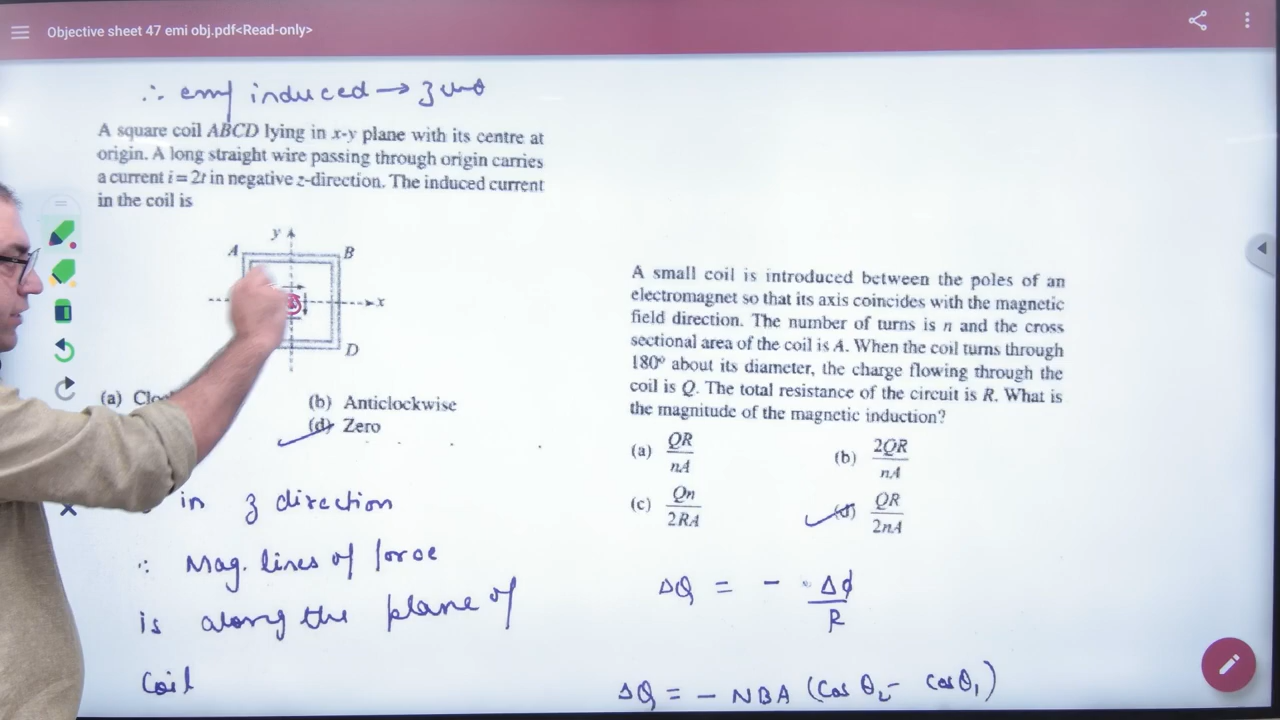 Objective sheet 47 emi obj.pdf<Read-only>
∴ emf induced → zero
A square coil ABCD lying in x-y plane with its centre at
origin. A long straight wire passing through origin carries
a current i = 2t in negative z-direction. The induced current
in the coil is
y
A B
x
D
(a)
(b) Anticlockwise
(d) Zero
in z direction
∴ Mag. lines of force
is along the plane of
coil
A small coil is introduced between the poles of an
electromagnet so that its axis coincides with the magnetic
field direction. The number of turns is n and the cross
sectional area of the coil is A. When the coil turns through
180° about its diameter, the charge flowing through the
coil is Q. The total resistance of the circuit is R. What is
the magnitude of the magnetic induction?
(a) QR/nA (b) 2QR/nA
(c) Qn/2RA (d) QR/2nA
ΔQ = - Δϕ/R
ΔQ = - NBA (Cos θ₂ - cos θ₁)